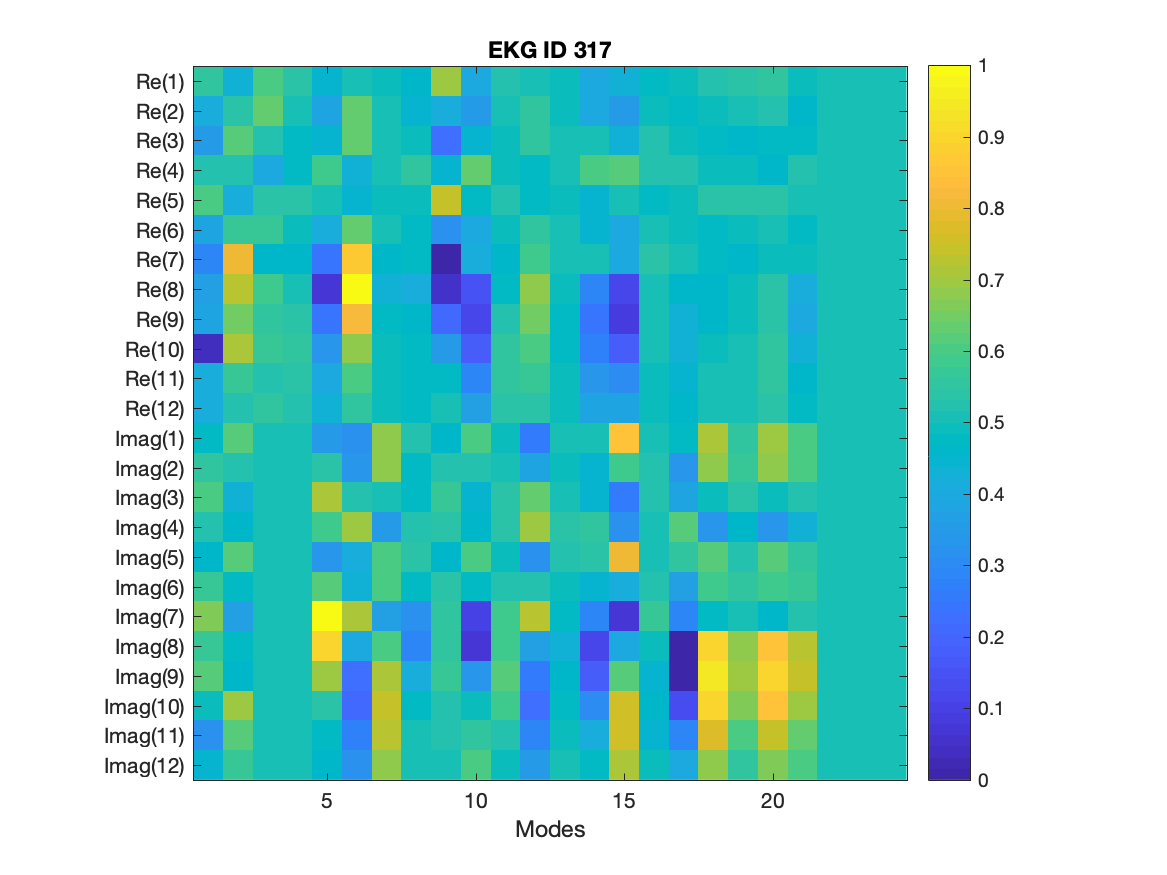 EKG ID 317
Re(1)
Re(2)
Re(3)
Re(4)
Re(5)
Re(6)
Re(7)
Re(8)
Re(9)
Re(10)
Re(11)
Re(12)
Imag(1)
Imag(2)
Imag(3)
Imag(4)
Imag(5)
Imag(6)
Imag(7)
Imag(8)
Imag(9)
Imag(10)
Imag(11)
Imag(12)
5 10 15 20
Modes
1
0.9
0.8
0.7
0.6
0.5
0.4
0.3
0.2
0.1
0